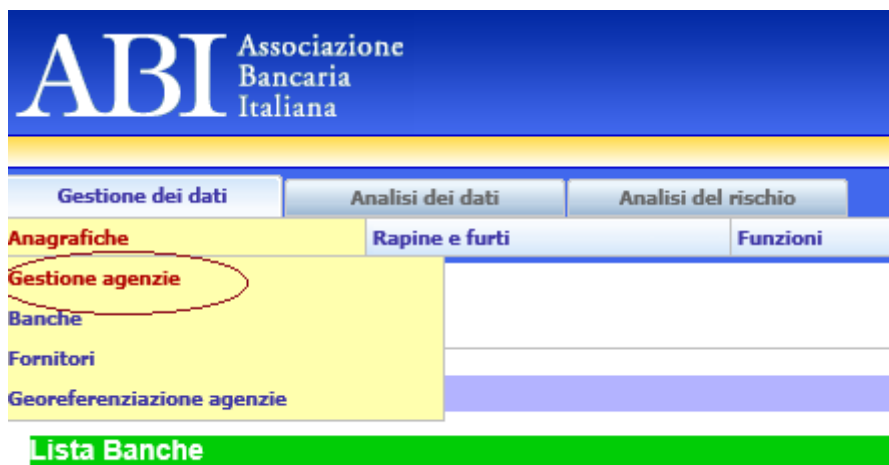 ABI Associazione
Bancaria
Italiana
Gestione dei dati Analisi dei dati Analisi del rischio
Anagrafiche Rapine e furti Funzioni
Gestione agenzie
Banche
Fornitori
Georeferenziazione agenzie
Lista Banche